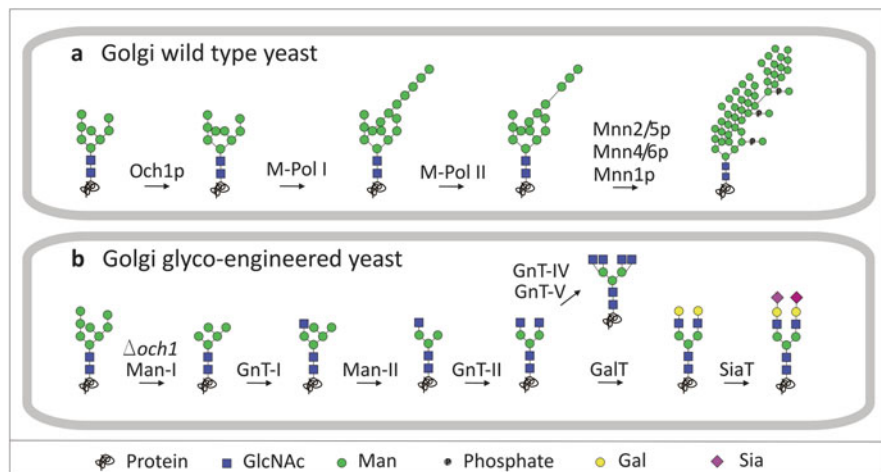 a Golgi wild type yeast
Och1p
M-Pol I
M-Pol II
Mnn2/5p
Mnn4/6p
Mnn1p
P
P
P
b Golgi glyco-engineered yeast
Δoch1
Man-I
GnT-I
Man-II
GnT-II
GnT-IV
GnT-V
GalT
SiaT
Protein GlcNAc Man Phosphate Gal Sia